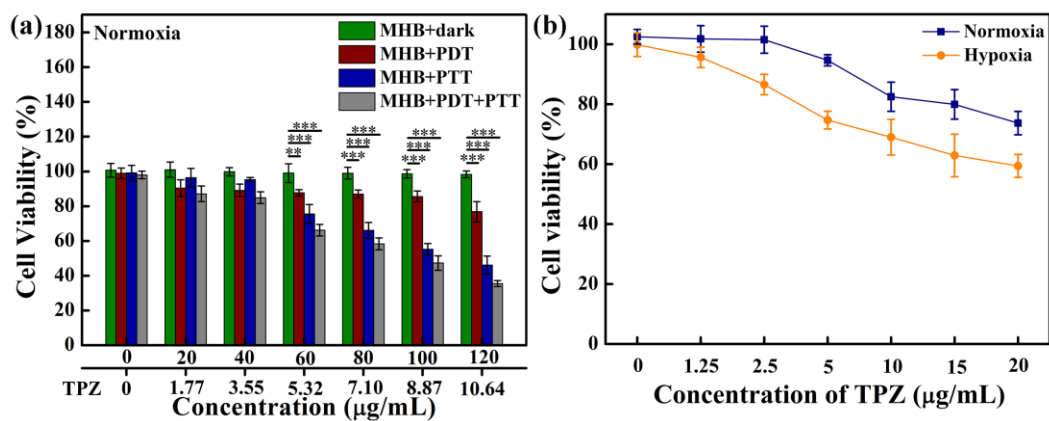 (a)
Normoxia
MHB+dark
MHB+PDT
MHB+PTT
MHB+PDT+PTT
Cell Viability (%)
180
160
140
120
100
80
60
40
20
0
*** *** *** ***
*** *** *** ***
** *** *** ***
0 20 40 60 80 100 120
TPZ 0 1.77 3.55 5.32 7.10 8.87 10.64
Concentration (μg/mL)
(b)
Normoxia
Hypoxia
Cell viability (%)
100
80
60
40
20
0
0 1.25 2.5 5 10 15 20
Concentration of TPZ (μg/mL)